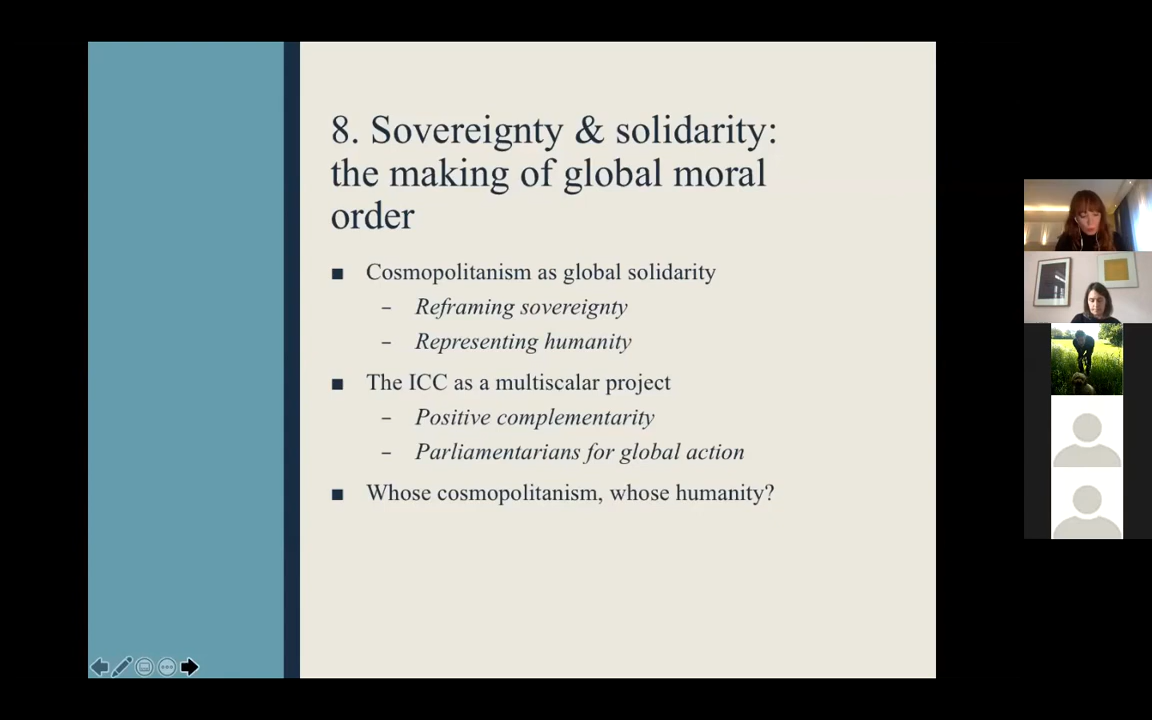 8. Sovereignty & solidarity:
the making of global moral
order
■ Cosmopolitanism as global solidarity
– Reframing sovereignty
– Representing humanity
■ The ICC as a multiscalar project
– Positive complementarity
– Parliamentarians for global action
■ Whose cosmopolitanism, whose humanity?